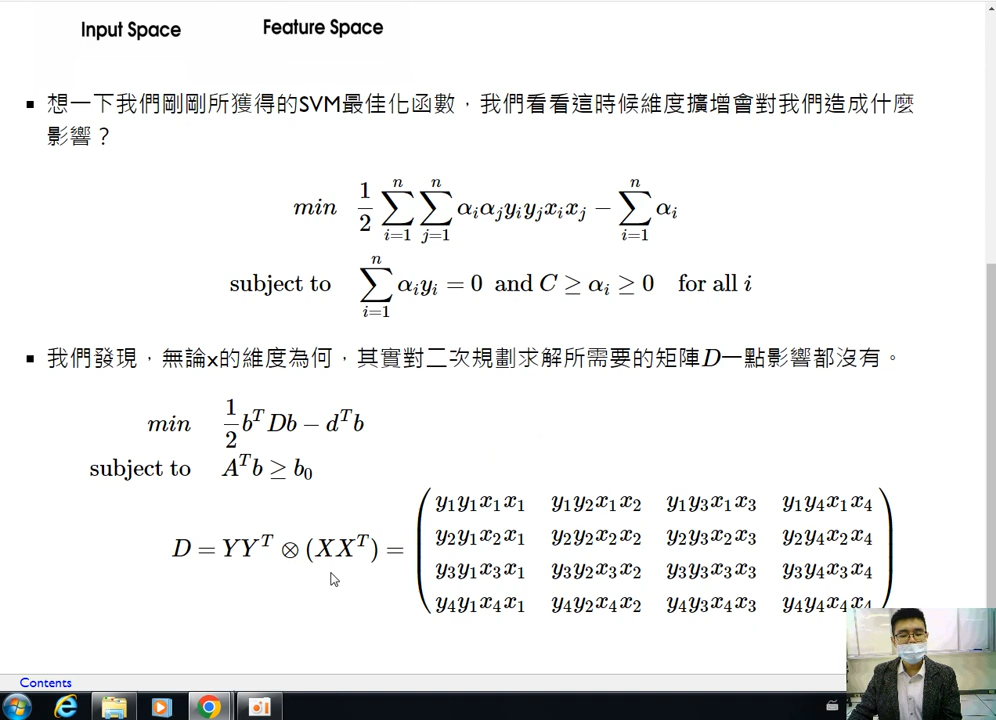 Input Space Feature Space
▪ 想一下我們剛剛所獲得的SVM最佳化函數，我們看看這時候維度擴增會對我們造成什麼
影響？
min 1/2 ∑_{i=1}^{n} ∑_{j=1}^{n} α_i α_j y_i y_j x_i x_j − ∑_{i=1}^{n} α_i
subject to ∑_{i=1}^{n} α_i y_i = 0 and C ≥ α_i ≥ 0 for all i
▪ 我們發現，無論x的維度為何，其實對二次規劃求解所需要的矩陣D一點影響都沒有。
min 1/2 b^T Db − d^T b
subject to A^T b ≥ b_0
D = YY^T ⊗ (XX^T) =
y_1y_1x_1x_1 y_1y_2x_1x_2 y_1y_3x_1x_3 y_1y_4x_1x_4
y_2y_1x_2x_1 y_2y_2x_2x_2 y_2y_3x_2x_3 y_2y_4x_2x_4
y_3y_1x_3x_1 y_3y_2x_3x_2 y_3y_3x_3x_3 y_3y_4x_3x_4
y_4y_1x_4x_1 y_4y_2x_4x_2 y_4y_3x_4x_3 y_4y_4x_4x_4
Contents